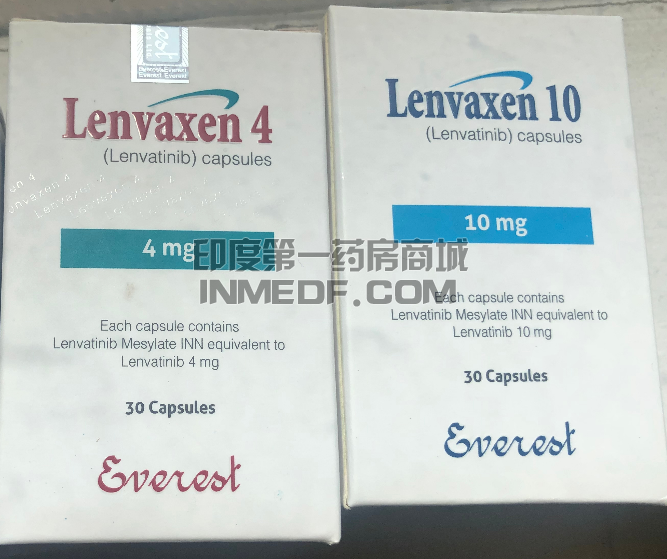 Everest Everest
Lenvaxen 4
(Lenvatinib) capsules
4 mg
Each capsule contains
Lenvatinib Mesylate INN equivalent to
Lenvatinib 4 mg
30 Capsules
Everest
Lenvaxen 10
(Lenvatinib) capsules
10 mg
Each capsule contains
Lenvatinib Mesylate INN equivalent to
Lenvatinib 10 mg
30 Capsules
Everest
印度第一药房商城
INMEDF.COM